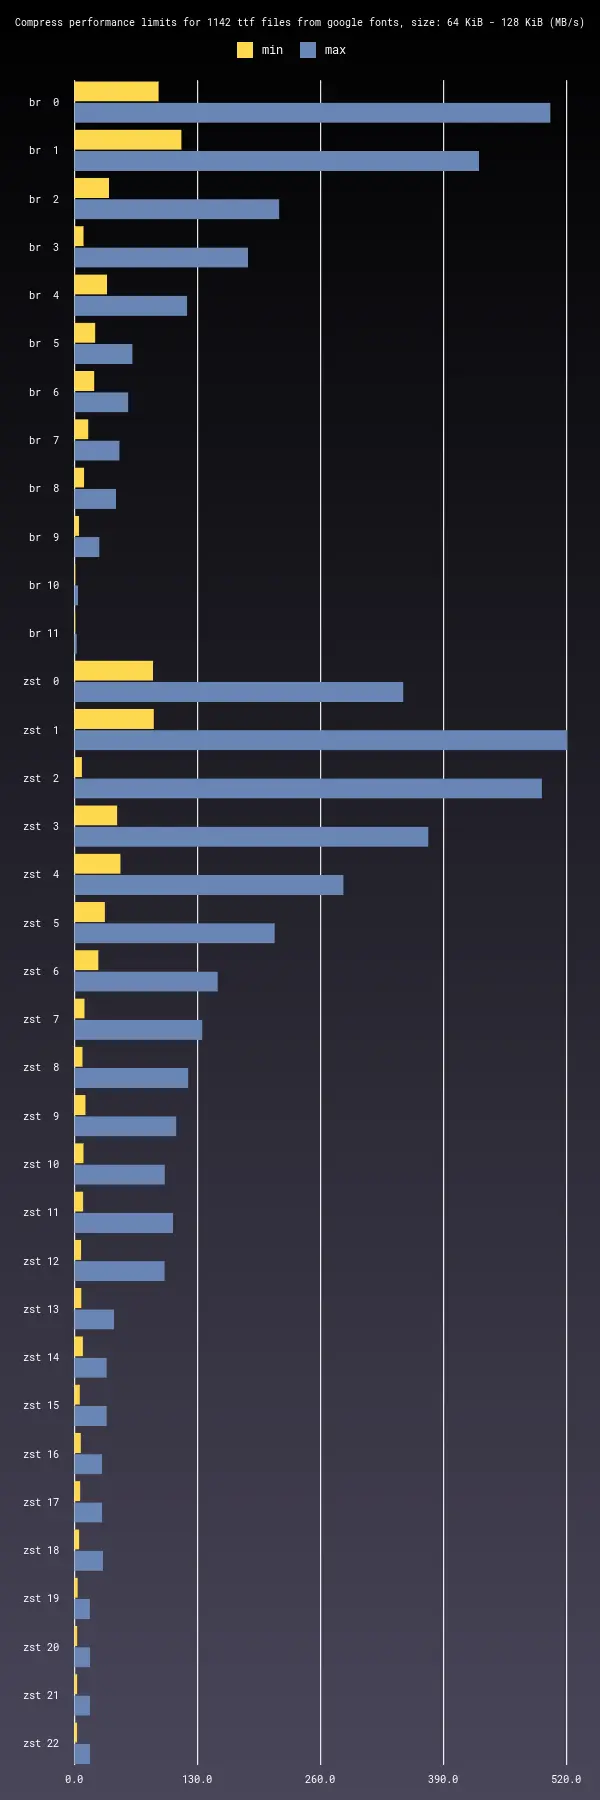 Compress performance limits for 1142 ttf files from google fonts, size: 64 KiB - 128 KiB (MB/s)
min max
br 0
br 1
br 2
br 3
br 4
br 5
br 6
br 7
br 8
br 9
br 10
br 11
zst 0
zst 1
zst 2
zst 3
zst 4
zst 5
zst 6
zst 7
zst 8
zst 9
zst 10
zst 11
zst 12
zst 13
zst 14
zst 15
zst 16
zst 17
zst 18
zst 19
zst 20
zst 21
zst 22
0.0 130.0 260.0 390.0 520.0